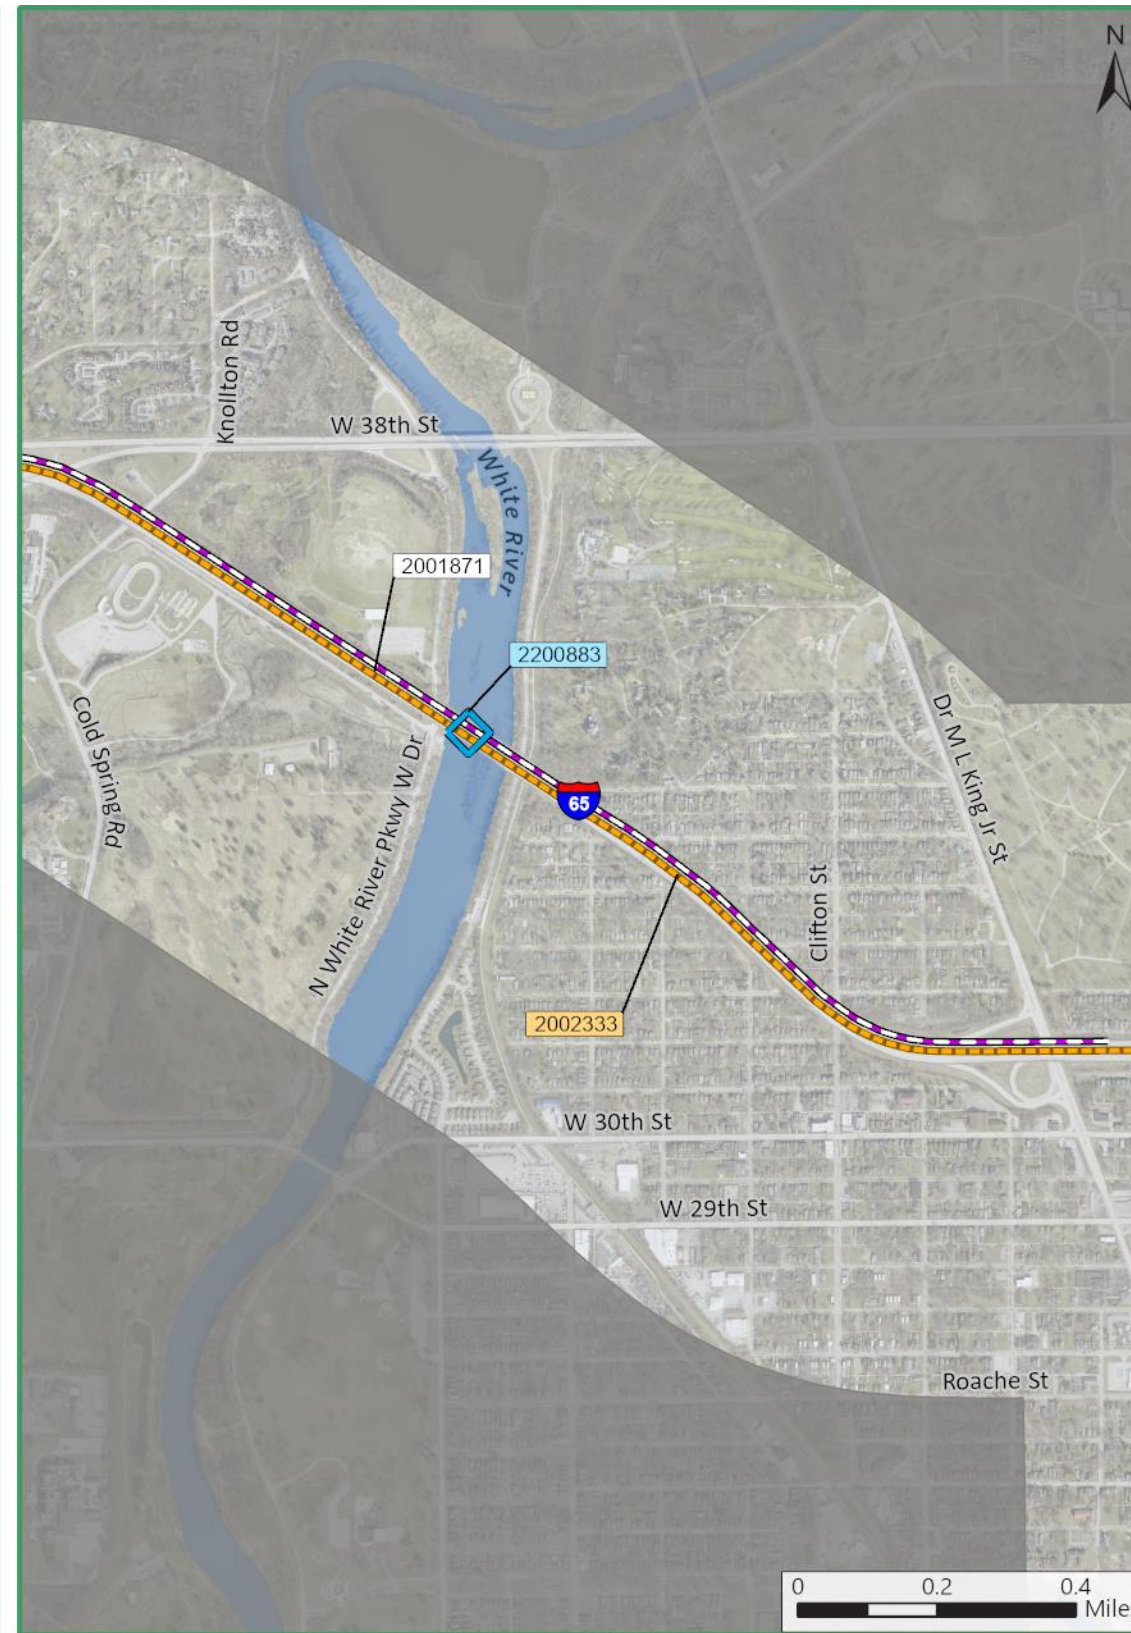 N
Knollton Rd
W 38th St
White River
2001871
2200883
Cold Spring Rd
N White River Pkwy W Dr
65
Dr M L King Jr St
Clifton St
2002333
W 30th St
W 29th St
Roache St
0 0.2 0.4
Mile